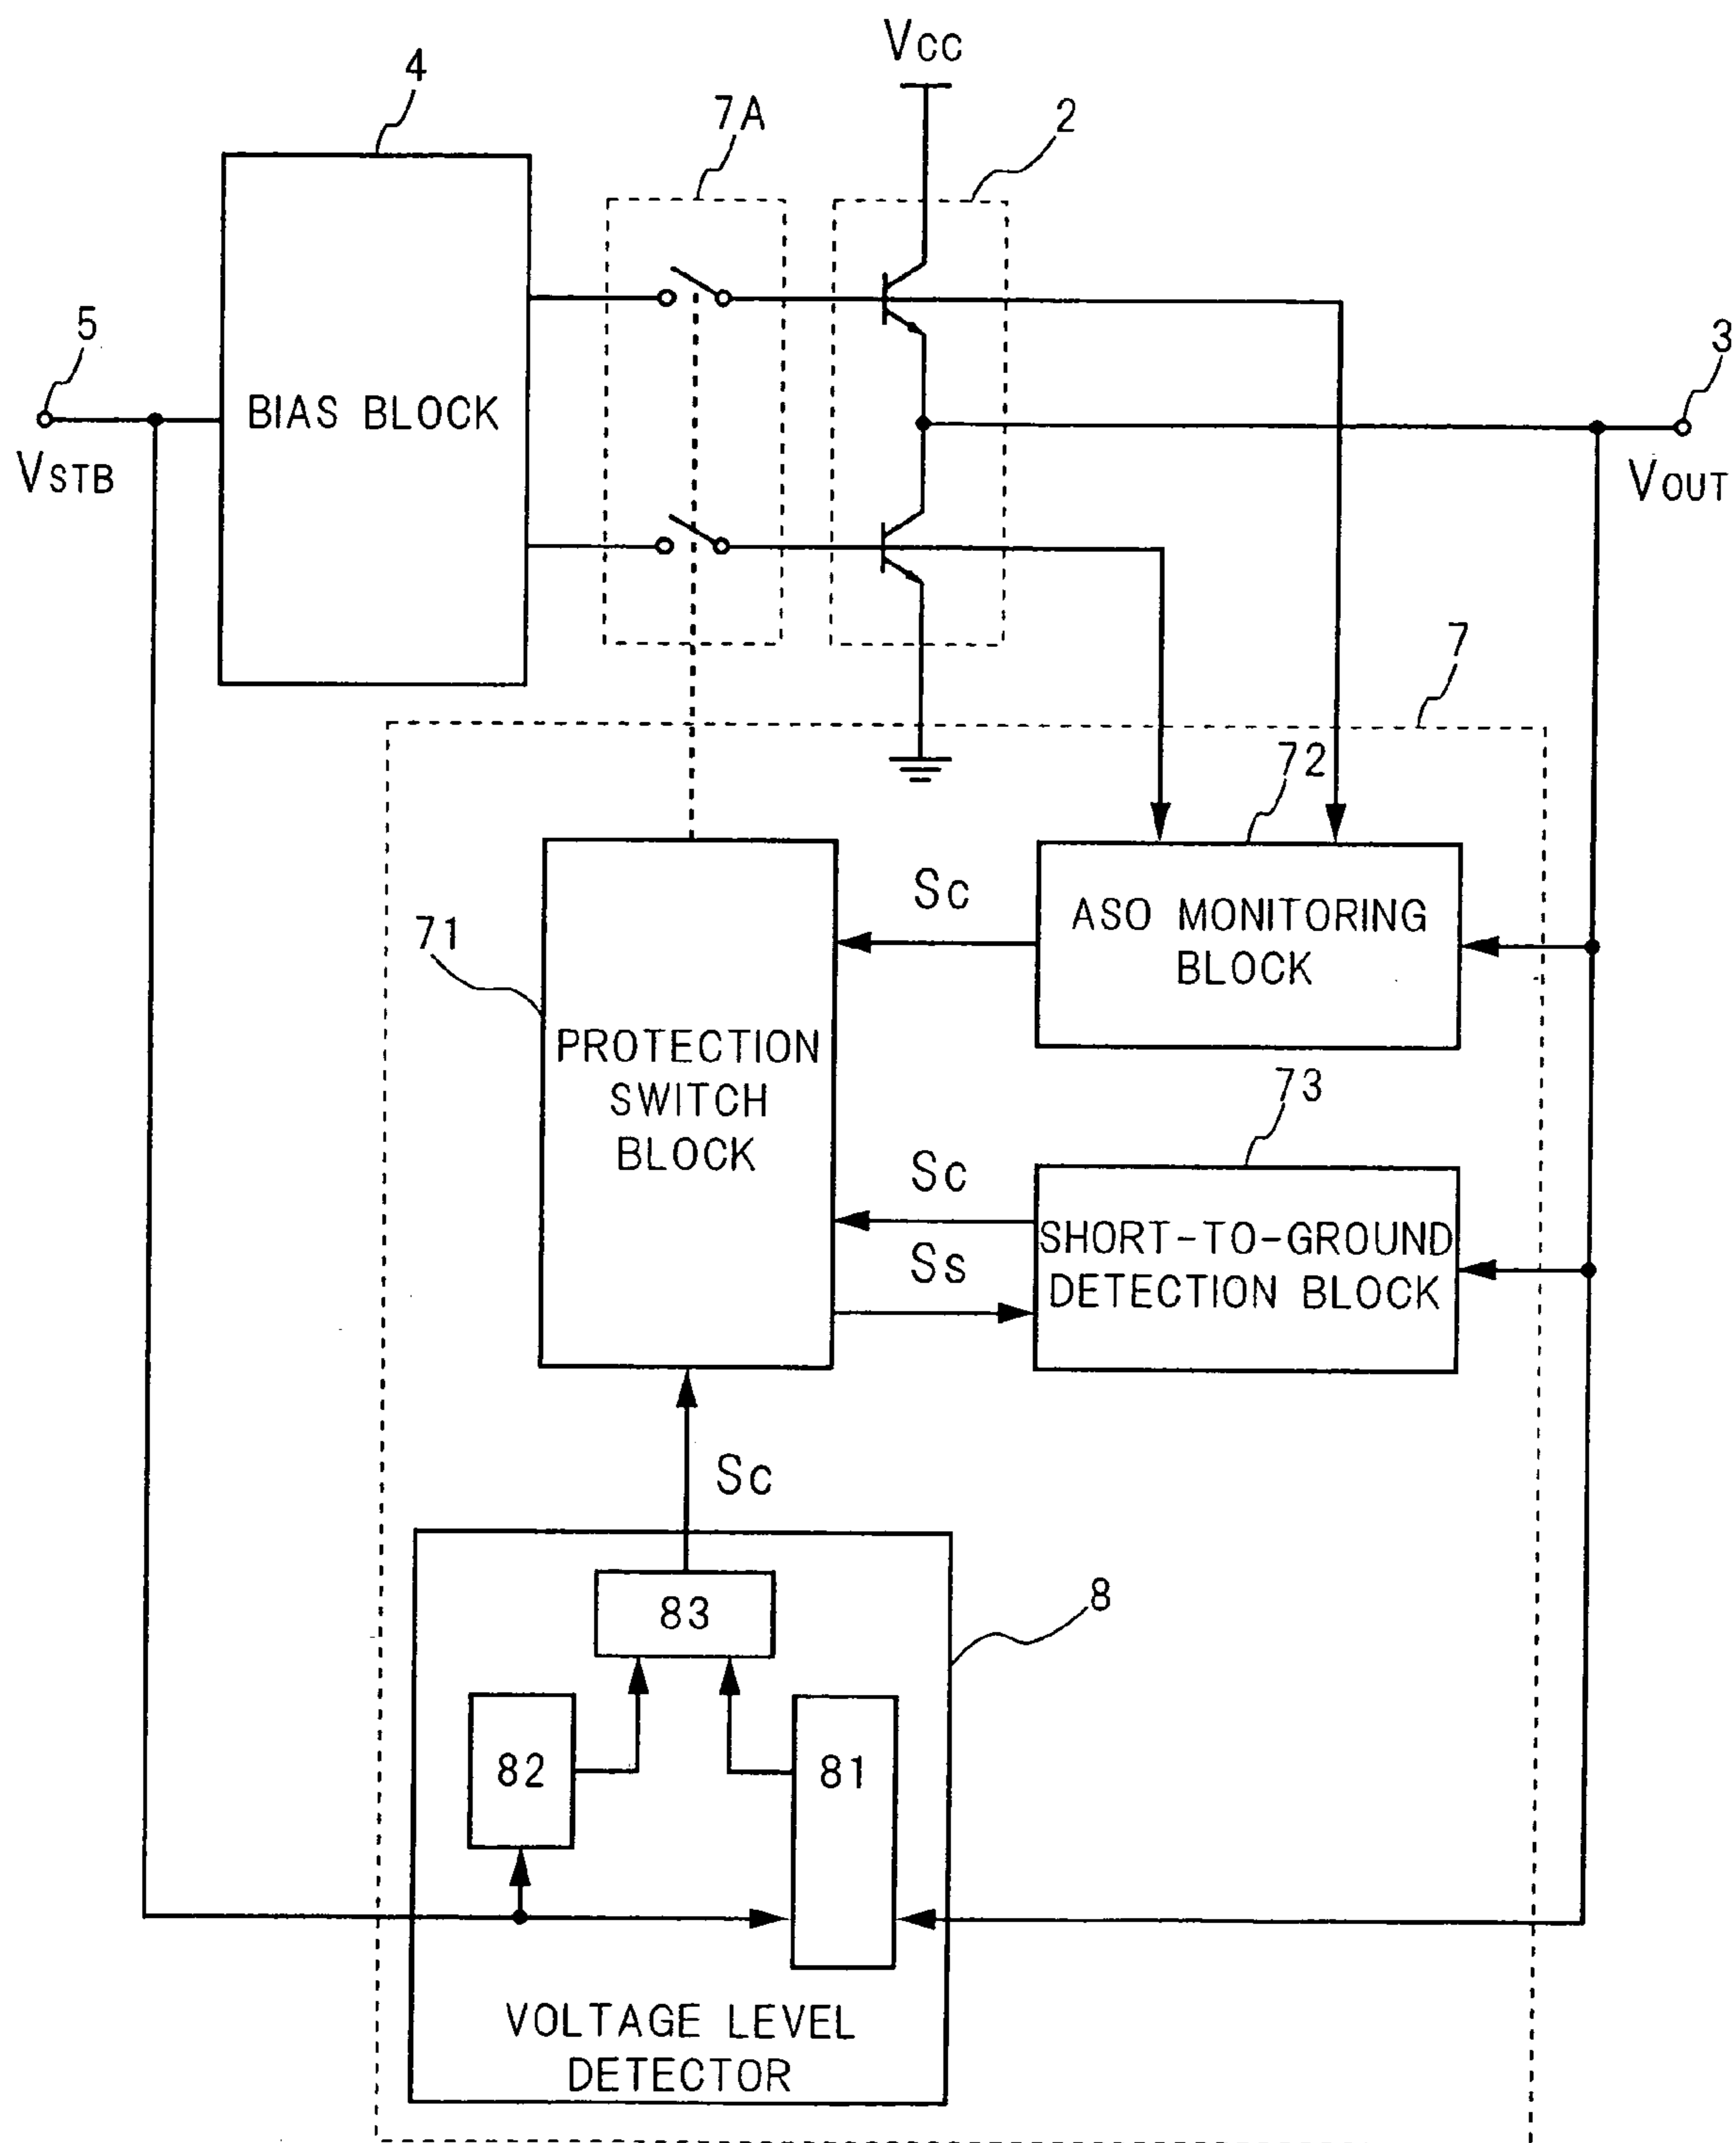 VCC
4
7A
2
5
3
BIAS BLOCK
VSTB
VOUT
7
72
SC
ASO MONITORING
BLOCK
71
PROTECTION
SWITCH
BLOCK
73
SC
SHORT-TO-GROUND
DETECTION BLOCK
SS
SC
83
8
82
81
VOLTAGE LEVEL
DETECTOR